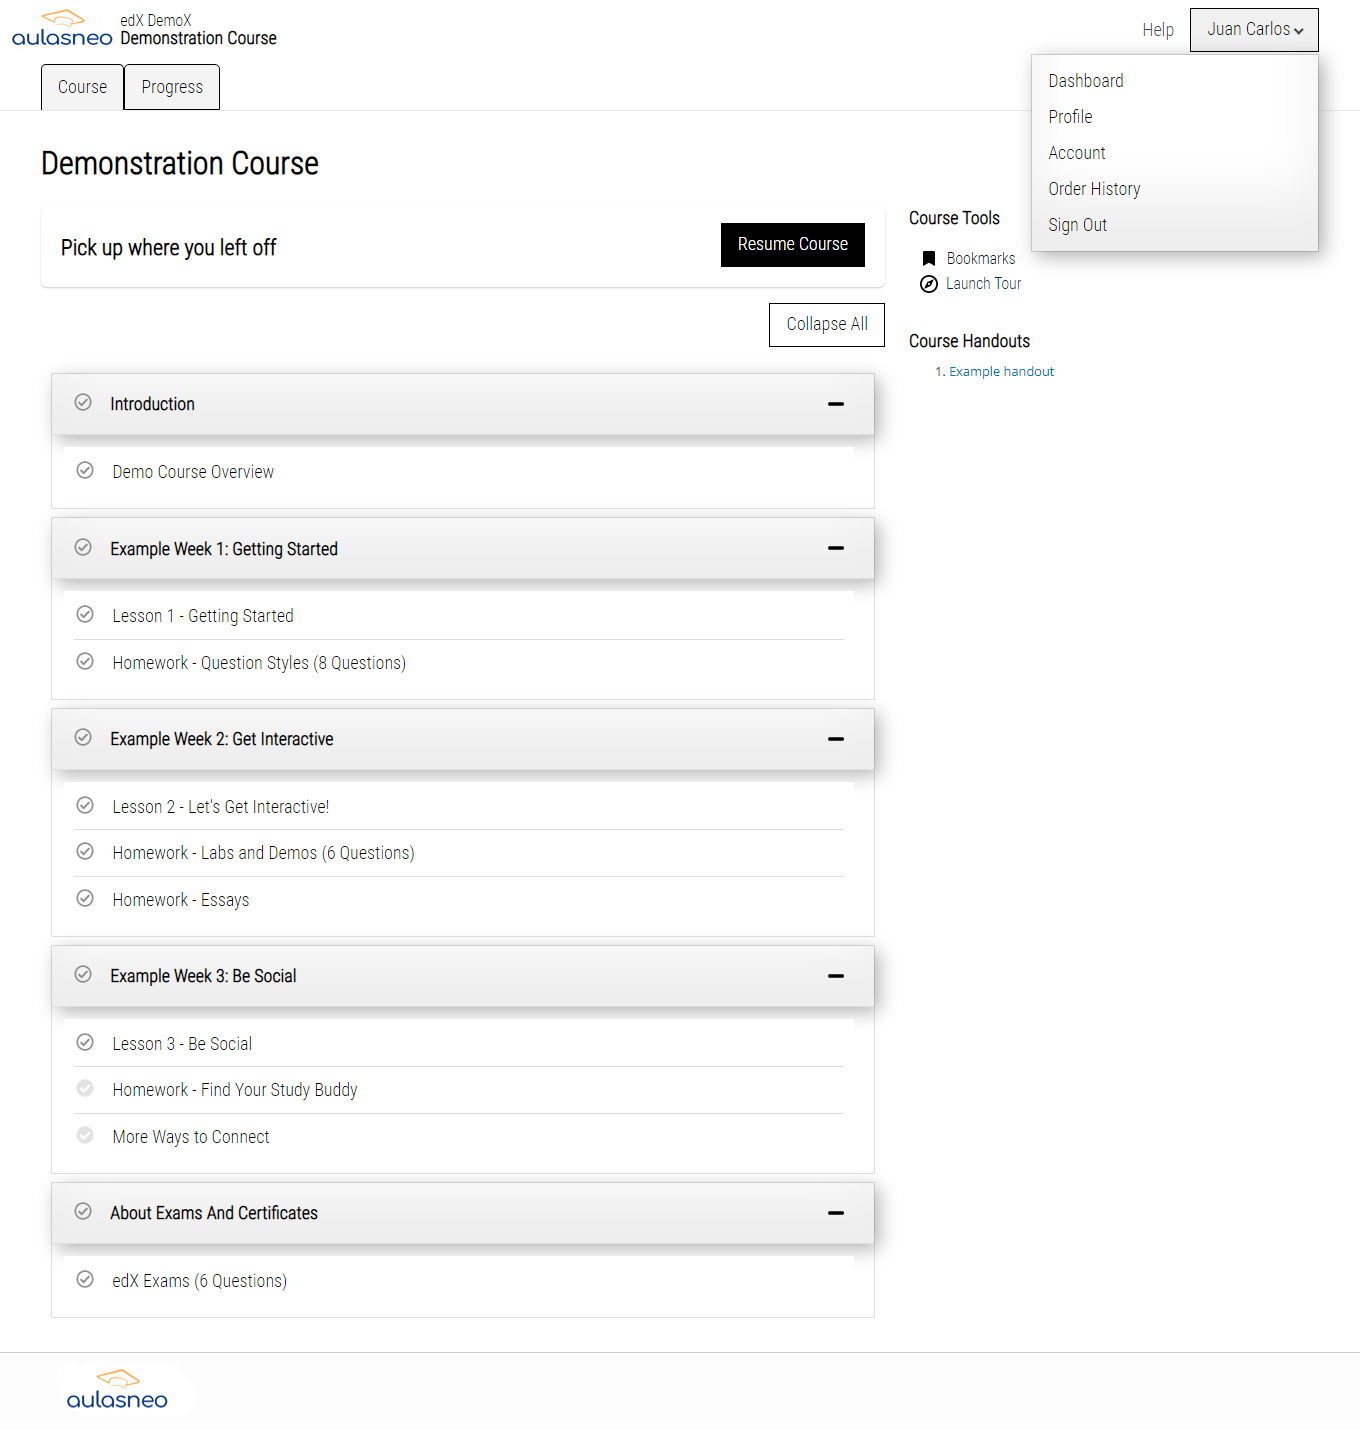 aulasneo
edX DemoX
Demonstration Course
Help
Juan Carlos
Dashboard
Profile
Account
Order History
Sign Out
Course
Progress
Demonstration Course
Pick up where you left off
Resume Course
Collapse All
Introduction
Demo Course Overview
Example Week 1: Getting Started
Lesson 1 - Getting Started
Homework - Question Styles (8 Questions)
Example Week 2: Get Interactive
Lesson 2 - Let's Get Interactive!
Homework - Labs and Demos (6 Questions)
Homework - Essays
Example Week 3: Be Social
Lesson 3 - Be Social
Homework - Find Your Study Buddy
More Ways to Connect
About Exams And Certificates
edX Exams (6 Questions)
Course Tools
Bookmarks
Launch Tour
Course Handouts
1. Example handout
aulasneo